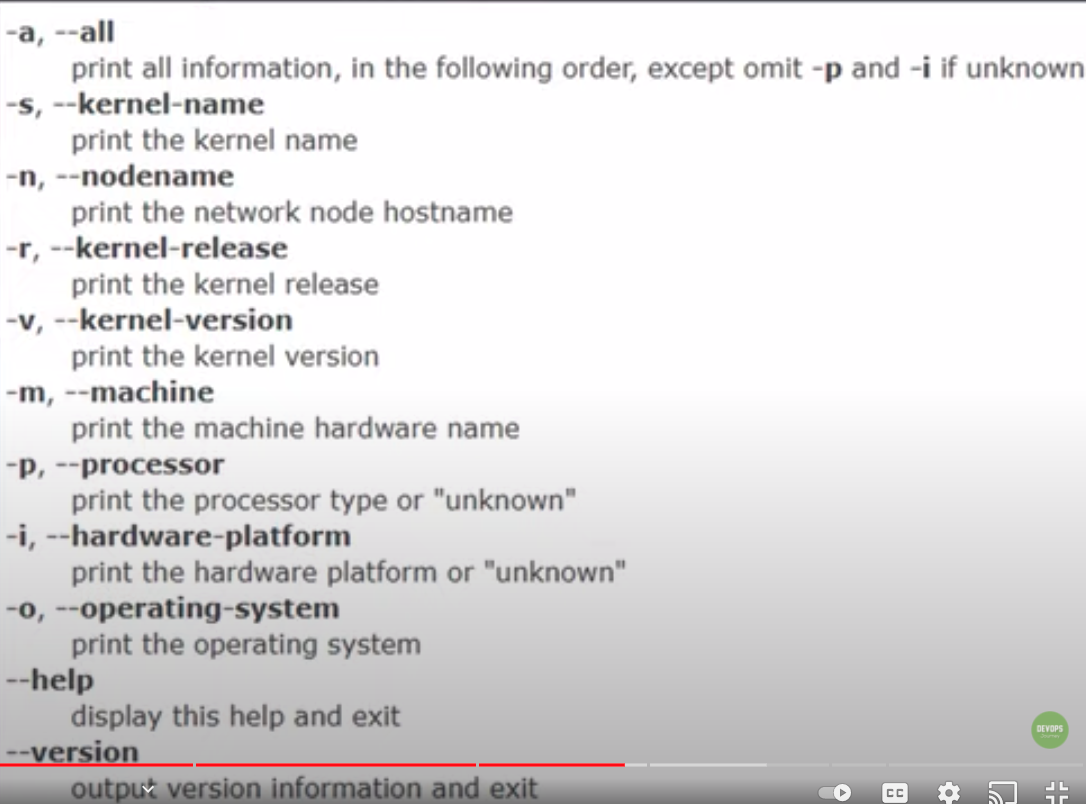 -a, --all
print all information, in the following order, except omit -p and -i if unknown
-s, --kernel-name
print the kernel name
-n, --nodename
print the network node hostname
-r, --kernel-release
print the kernel release
-v, --kernel-version
print the kernel version
-m, --machine
print the machine hardware name
-p, --processor
print the processor type or "unknown"
-i, --hardware-platform
print the hardware platform or "unknown"
-o, --operating-system
print the operating system
--help
display this help and exit
--version
output version information and exit
DEVOPS
CC